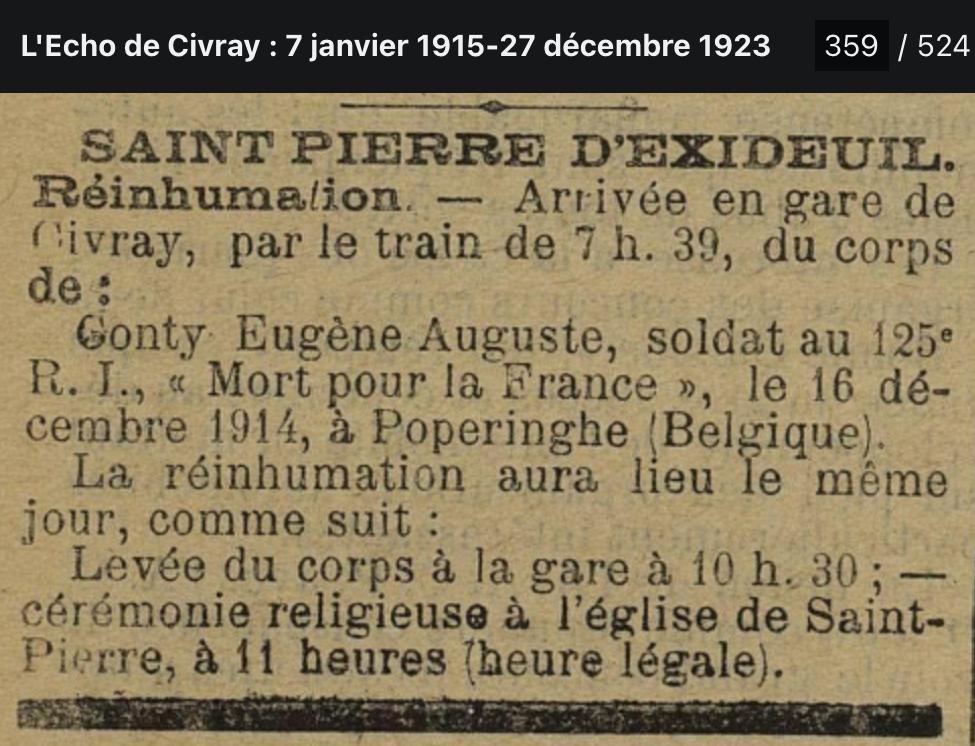 L'Echo de Civray : 7 janvier 1915-27 décembre 1923 359 / 524
SAINT PIERRE D'EXIDEUIL.
Réinhumation. — Arrivée en gare de
Civray, par le train de 7 h. 39, du corps
de :
Gonty Eugène Auguste, soldat au 125e
R. I., « Mort pour la France », le 16 dé-
cembre 1914, à Poperinghe (Belgique).
La réinhumation aura lieu le même
jour, comme suit :
Levée du corps à la gare à 10 h. 30 ; —
cérémonie religieuse à l'église de Saint-
Pierre, à 11 heures (heure légale).